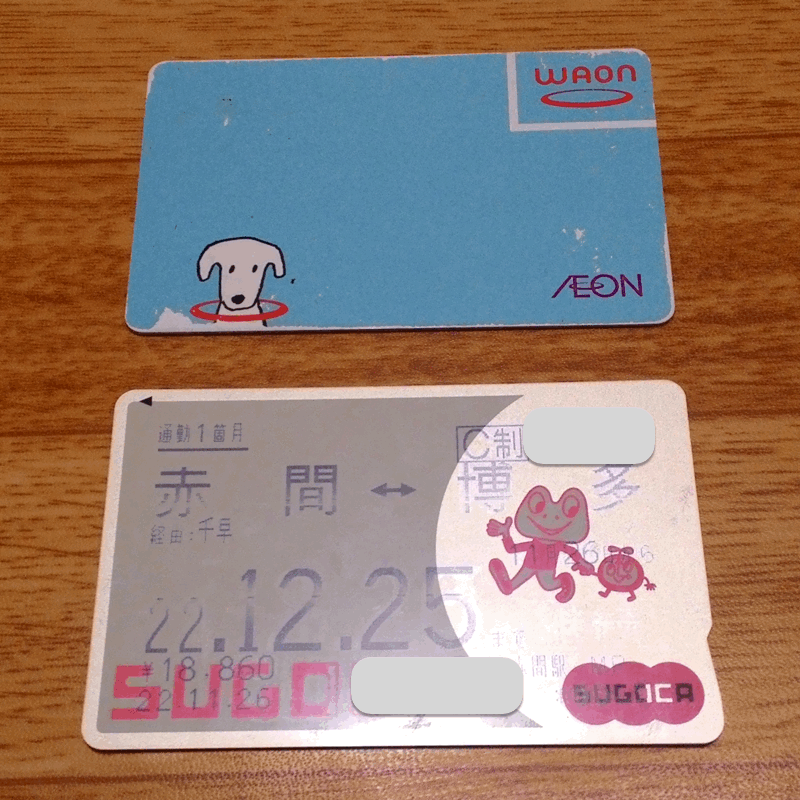 WAON
ÆON
通勤1箇月
C制
赤間 ↔ 博多
経由:千早
22.12.25
¥18,860
22.11.26
SUGO
SUGOCA